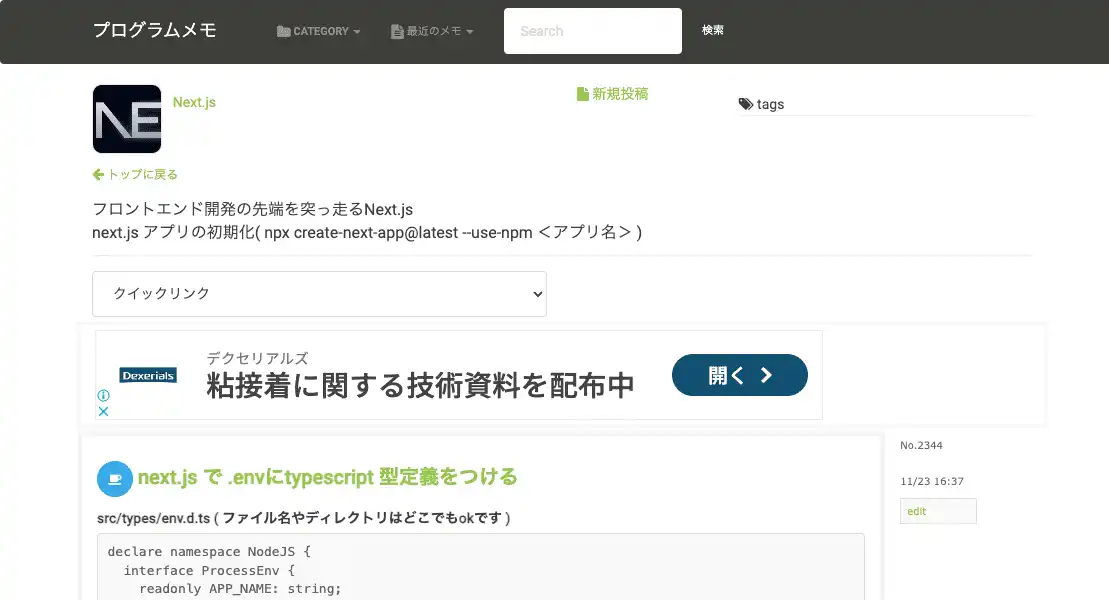 プログラムメモ
CATEGORY
最近のメモ
Search
検索
NE
Next.js
新規投稿
tags
トップに戻る
フロントエンド開発の先端を突っ走るNext.js
next.js アプリの初期化( npx create-next-app@latest --use-npm ＜アプリ名＞ )
クイックリンク
Dexerials
デクセリアルズ
粘接着に関する技術資料を配布中
開く
No.2344
next.js で .envにtypescript 型定義をつける
11/23 16:37
edit
src/types/env.d.ts ( ファイル名やディレクトリはどこでもokです )
declare namespace NodeJS {
  interface ProcessEnv {
    readonly APP_NAME: string;